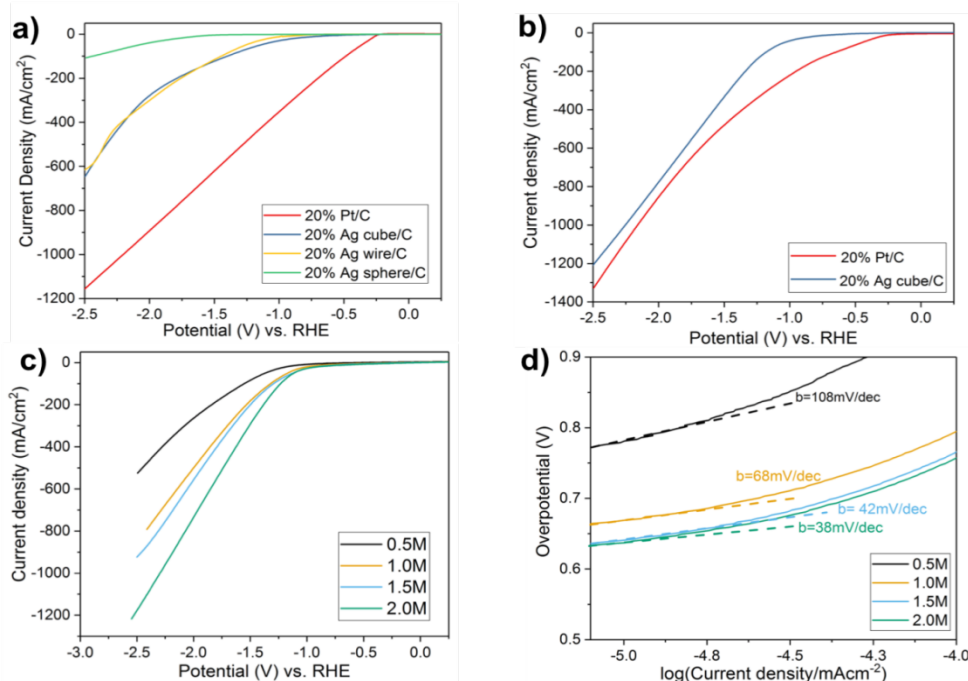 a)
Current Density (mA/cm²)
0
-200
-400
-600
-800
-1000
-1200
-2.5
-2.0
-1.5
-1.0
-0.5
0.0
Potential (V) vs. RHE
20% Pt/C
20% Ag cube/C
20% Ag wire/C
20% Ag sphere/C
b)
Current density (mA/cm²)
0
-200
-400
-600
-800
-1000
-1200
-1400
-2.5
-2.0
-1.5
-1.0
-0.5
0.0
Potential (V) vs. RHE
20% Pt/C
20% Ag cube/C
c)
Current density (mA/cm²)
0
-200
-400
-600
-800
-1000
-1200
-3.0
-2.5
-2.0
-1.5
-1.0
-0.5
0.0
Potential (V) vs. RHE
0.5M
1.0M
1.5M
2.0M
d)
Overpotential (V)
0.9
0.8
0.7
0.6
0.5
b=108mV/dec
b=68mV/dec
b= 42mV/dec
b=38mV/dec
0.5M
1.0M
1.5M
2.0M
-5.0
-4.8
-4.5
-4.3
-4.0
log(Current density/mAcm⁻²)